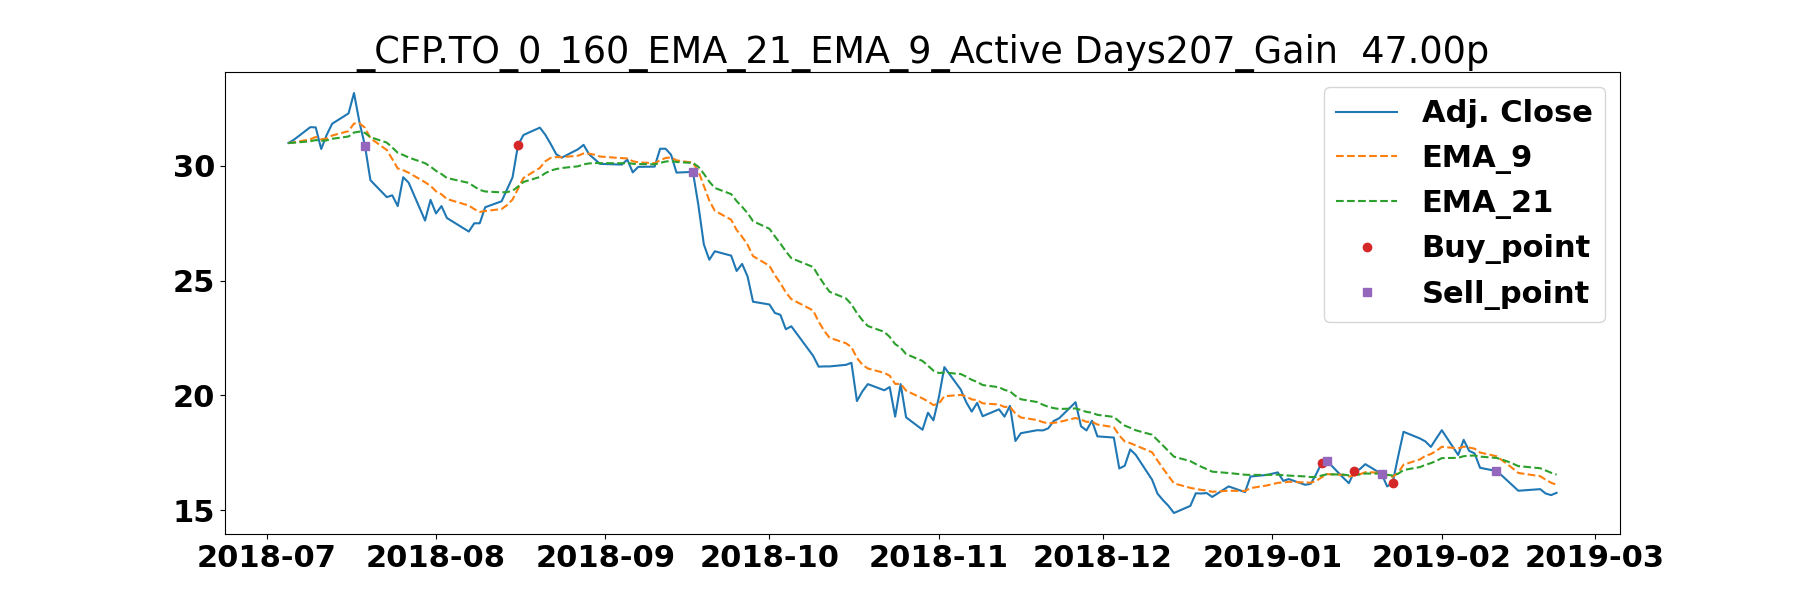 _CFP.TO_0_160_EMA_21_EMA_9_Active Days207_Gain  47.00p
Adj. Close
EMA_9
EMA_21
Buy_point
Sell_point
30
25
20
15
2018-07 2018-08 2018-09 2018-10 2018-11 2018-12 2019-01 2019-02 2019-03